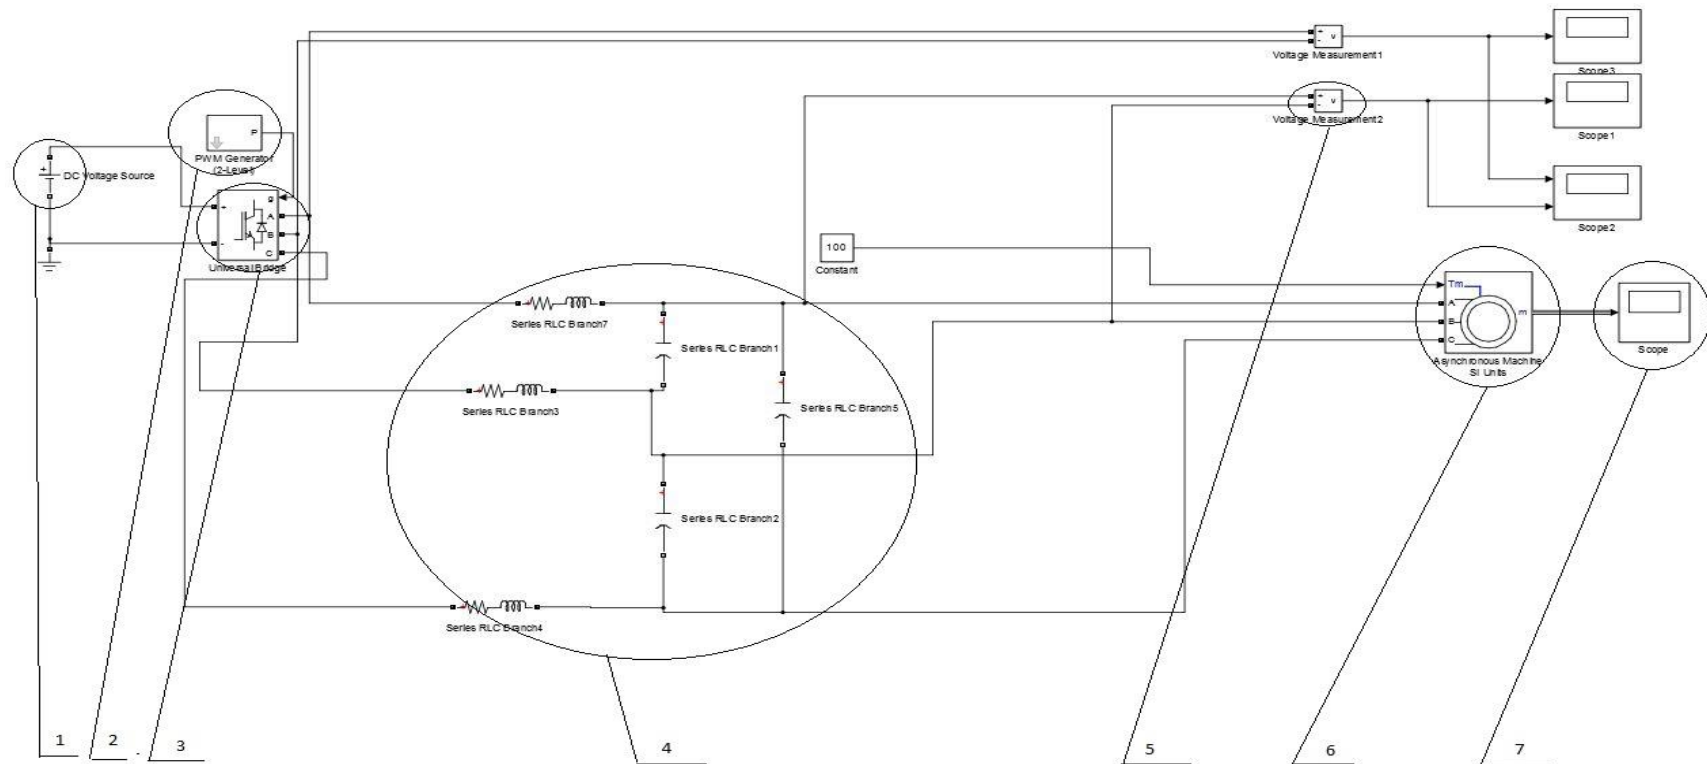 +
-
v
Voltage Measurement1
Scope3
+
-
v
Voltage Measurement2
Scope1
P
PWM Generator
(2-Level)
+
DC Voltage Source
Scope2
g
+
A
B
-
C
Universal Bridge
100
Constant
Tm
A
B
m
C
Asynchronous Machine
SI Units
Scope
Series RLC Branch7
Series RLC Branch1
Series RLC Branch3
Series RLC Branch5
Series RLC Branch2
Series RLC Branch4
1
2
3
4
5
6
7